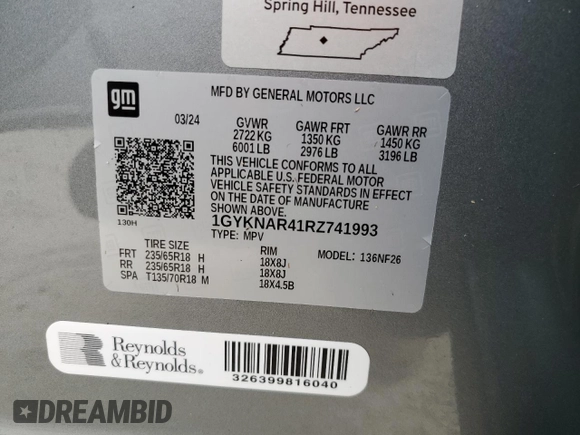 Spring Hill, Tennessee
gm
MFD BY GENERAL MOTORS LLC
03/24
GVWR GAWR FRT GAWR RR
2722 KG 1350 KG 1450 KG
6001 LB 2976 LB 3196 LB
THIS VEHICLE CONFORMS TO ALL
APPLICABLE U.S. FEDERAL MOTOR
VEHICLE SAFETY STANDARDS IN EFFECT
ON THE DATE OF MANUFACTURE
SHOWN ABOVE.
1GYKNAR41RZ741993
130H
TYPE: MPV
TIRE SIZE RIM MODEL: 136NF26
FRT 235/65R18 H 18X8J
RR 235/65R18 H 18X8J
SPA T135/70R18 M 18X4.5B
Reynolds
&Reynolds®
326399816040
DREAMBID